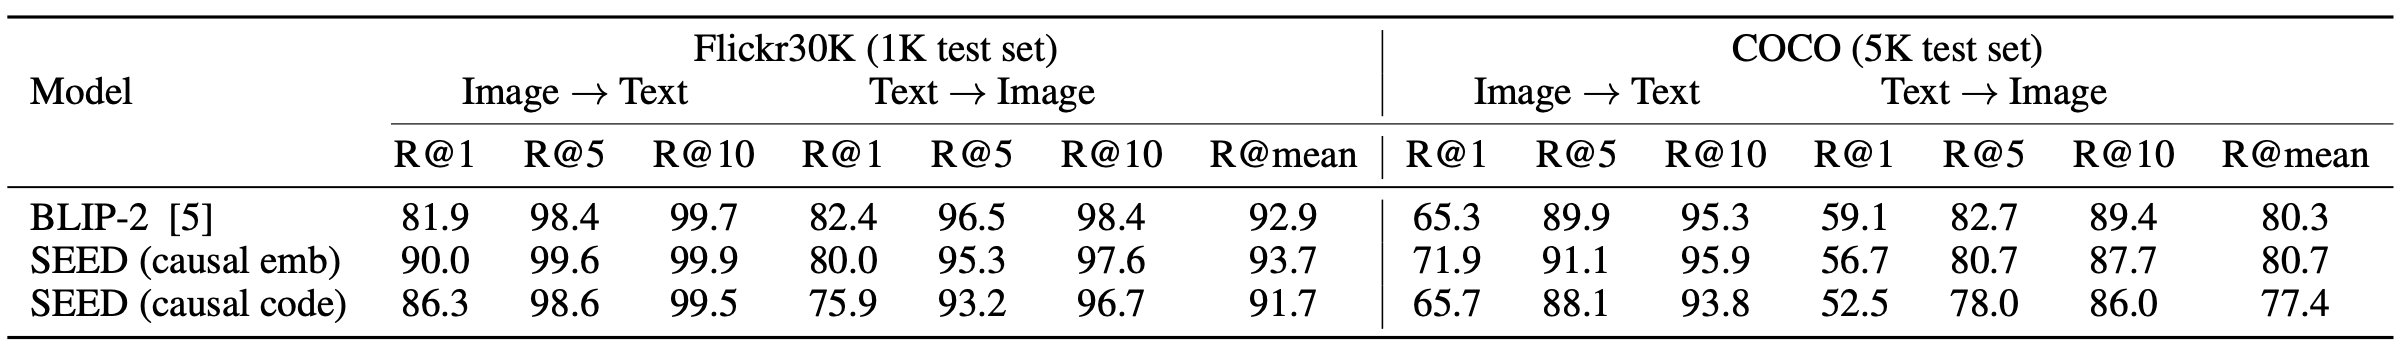 Flickr30K (1K test set) COCO (5K test set)
Model Image → Text Text → Image Image → Text Text → Image
R@1 R@5 R@10 R@1 R@5 R@10 R@mean R@1 R@5 R@10 R@1 R@5 R@10 R@mean
BLIP-2 [5] 81.9 98.4 99.7 82.4 96.5 98.4 92.9 65.3 89.9 95.3 59.1 82.7 89.4 80.3
SEED (causal emb) 90.0 99.6 99.9 80.0 95.3 97.6 93.7 71.9 91.1 95.9 56.7 80.7 87.7 80.7
SEED (causal code) 86.3 98.6 99.5 75.9 93.2 96.7 91.7 65.7 88.1 93.8 52.5 78.0 86.0 77.4